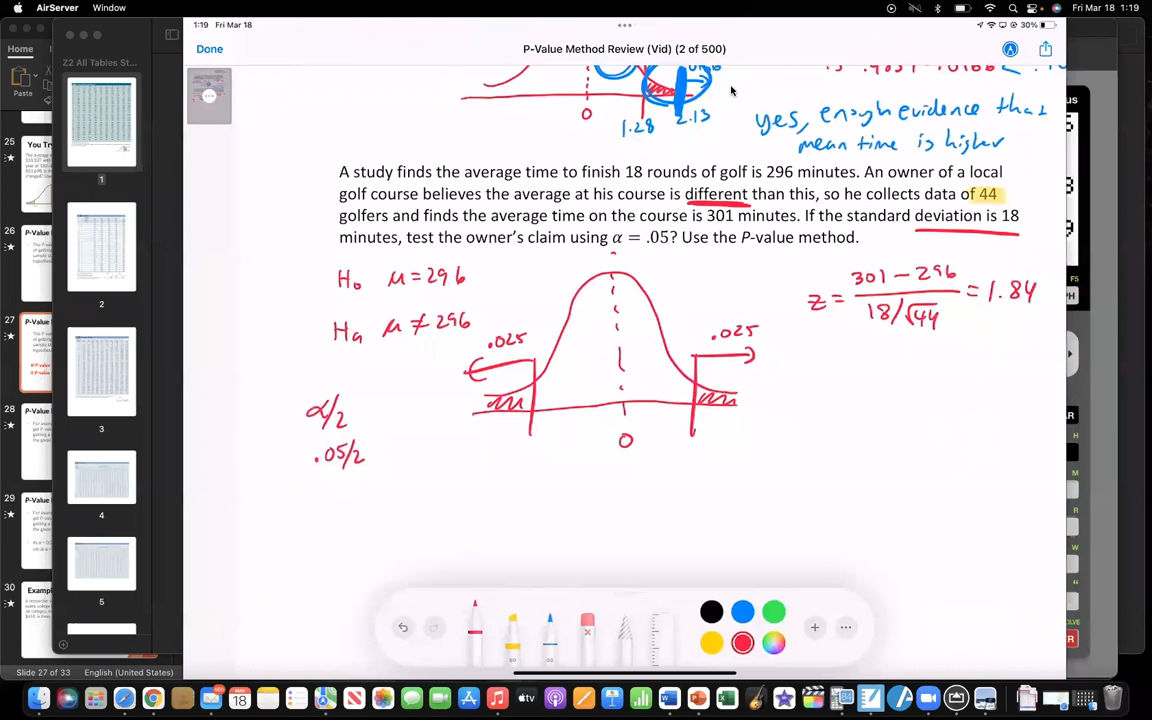 AirServer Window
Fri Mar 18 1:19
1:19 Fri Mar 18
30%
Home
Z2 All Tables St...
Done
P-Value Method Review (Vid) (2 of 500)
Paste
0
1.28
2.13
yes, enough evidence that
mean time is higher
A study finds the average time to finish 18 rounds of golf is 296 minutes. An owner of a local
golf course believes the average at his course is different than this, so he collects data of 44
golfers and finds the average time on the course is 301 minutes. If the standard deviation is 18
minutes, test the owner's claim using α = .05? Use the P-value method.
H₀ μ = 296
Hₐ μ ≠ 296
z = 301 − 296 / 18/√44 = 1.84
.025
.025
α/2
.05/2
0
25
You Try
26
P-Value
27
P-Value
28
P-Value
29
P-Value
30
Examp
1
2
3
4
5
F5
PH
H
M
R
W
80
50
Slide 27 of 33
English (United States)